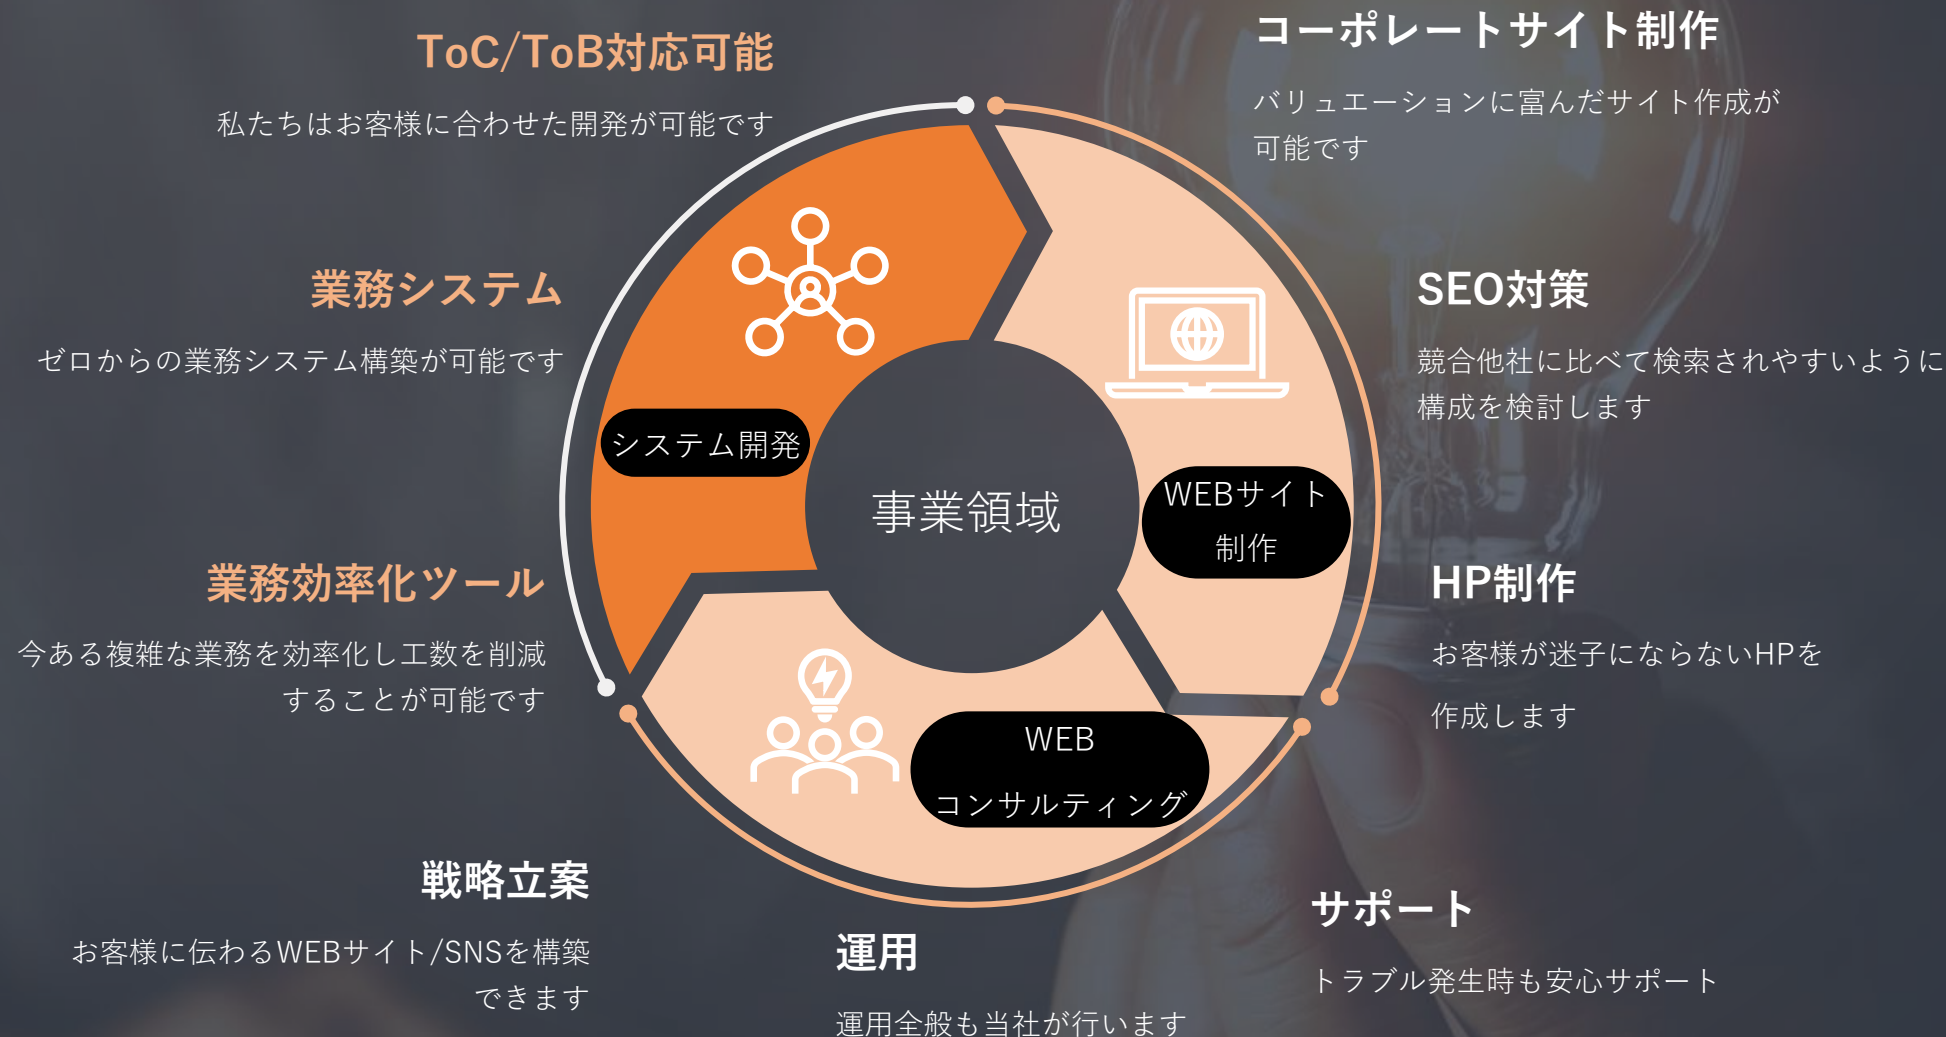 ToC/ToB対応可能
私たちはお客様に合わせた開発が可能です
業務システム
ゼロからの業務システム構築が可能です
業務効率化ツール
今ある複雑な業務を効率化し工数を削減
することが可能です
システム開発
事業領域
WEBサイト
制作
WEB
コンサルティング
コーポレートサイト制作
バリュエーションに富んだサイト作成が
可能です
SEO対策
競合他社に比べて検索されやすいように
構成を検討します
HP制作
お客様が迷子にならないHPを
作成します
戦略立案
お客様に伝わるWEBサイト/SNSを構築
できます
運用
運用全般も当社が行います
サポート
トラブル発生時も安心サポート